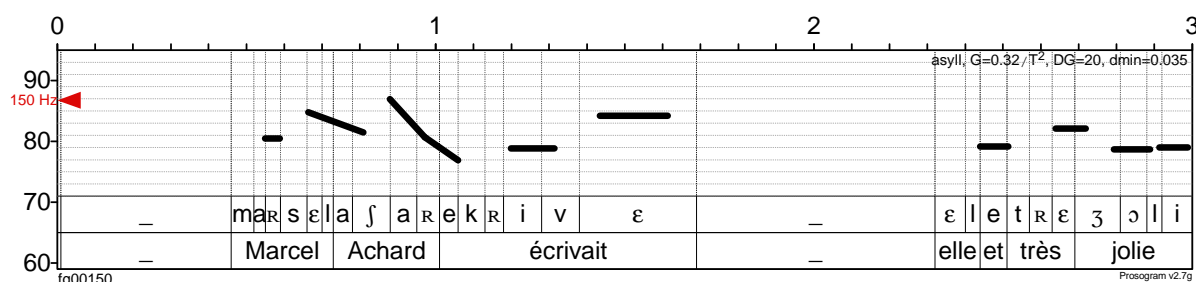 0 1 2 3
asyll, G=0.32/T², DG=20, dmin=0.035
90
150 Hz
80
70
_ m a ʀ s ɛ l a ʃ a ʀ e k ʀ i v ɛ _ ɛ l e t ʀ ɛ ʒ ɔ l i
_ Marcel Achard écrivait _ elle et très jolie
60
fg00150 Prosogram v2.7g